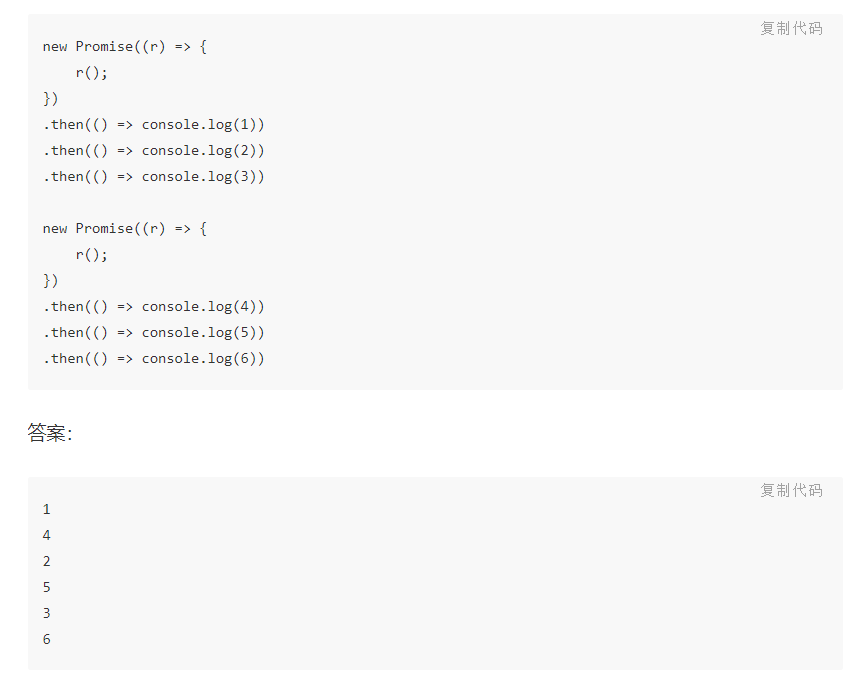 复制代码
new Promise((r) => {
    r();
})
.then(() => console.log(1))
.then(() => console.log(2))
.then(() => console.log(3))

new Promise((r) => {
    r();
})
.then(() => console.log(4))
.then(() => console.log(5))
.then(() => console.log(6))
答案：
复制代码
1
4
2
5
3
6